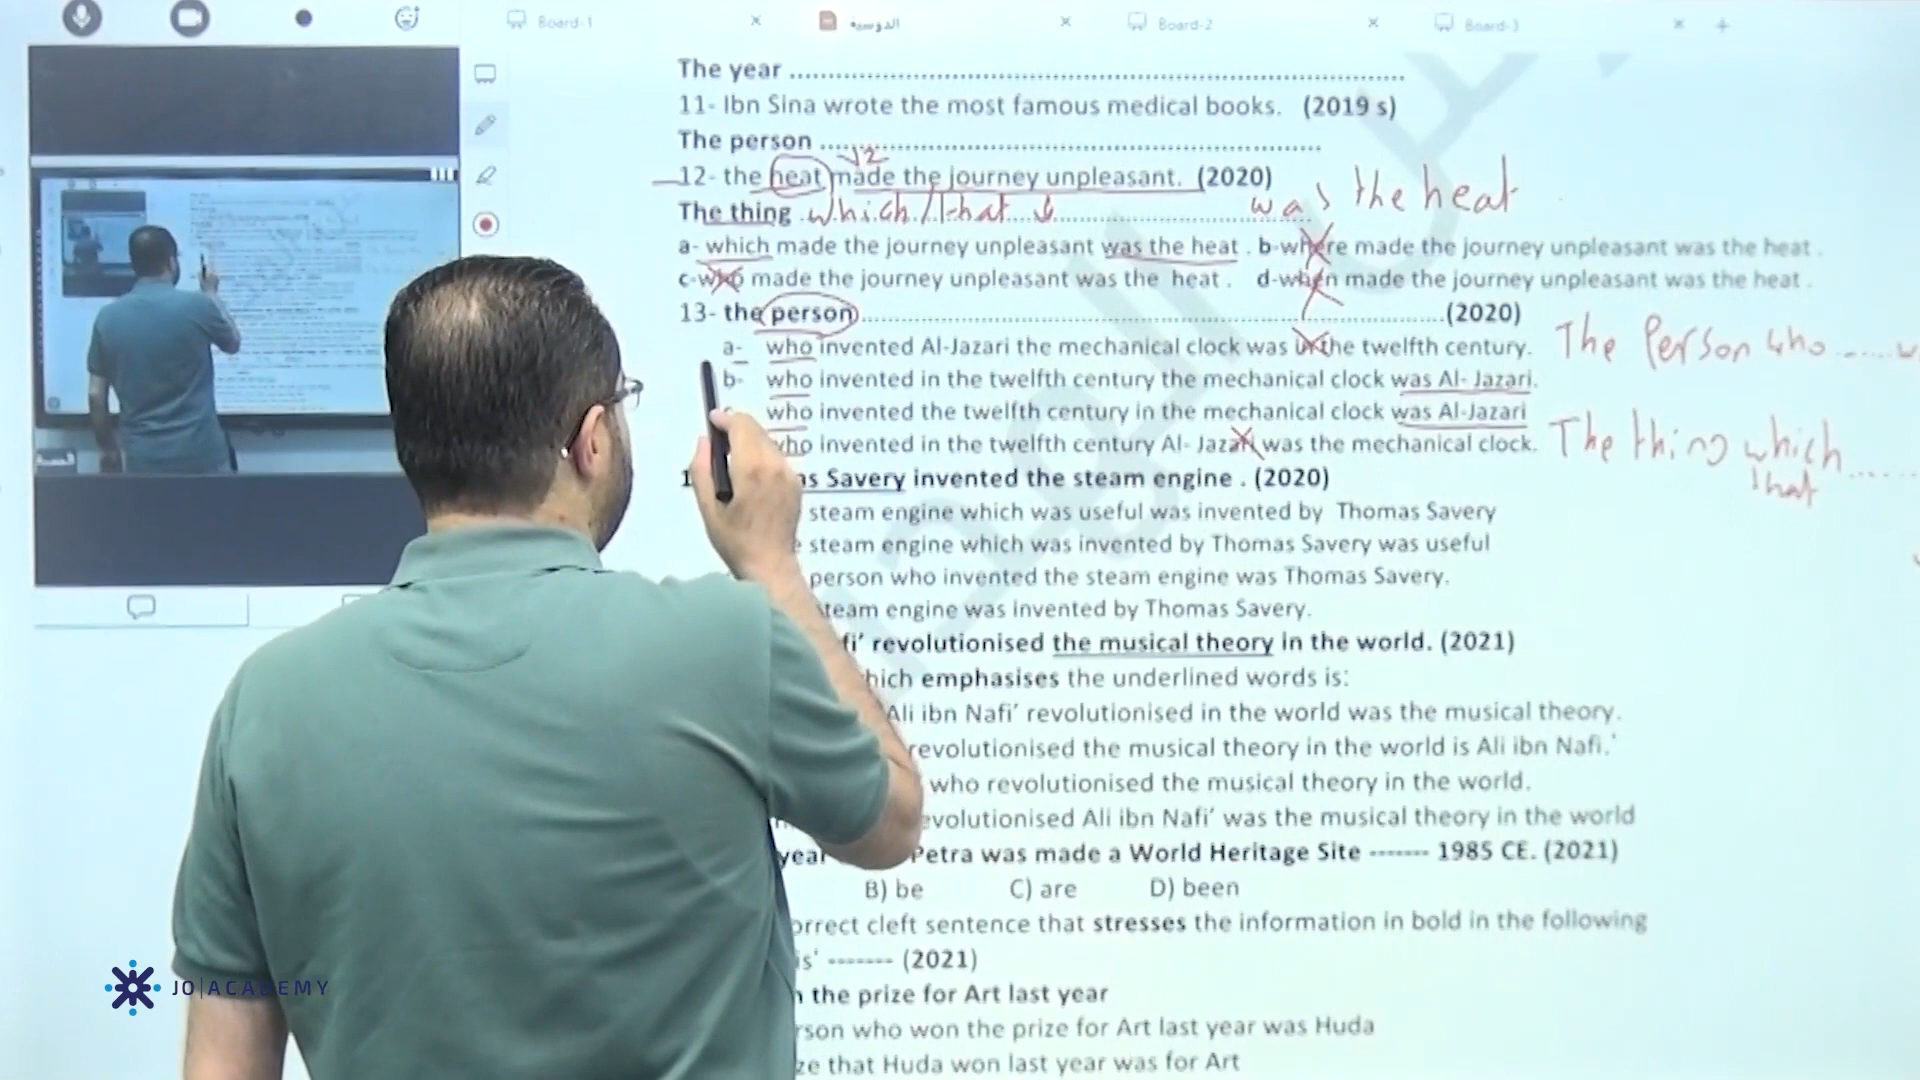 Board-1
الدوسية
Board-2
Board-3
The year
11- Ibn Sina wrote the most famous medical books. (2019 s)
The person
v2
12- the heat made the journey unpleasant. (2020)
was the heat
The thing which/that
a- which made the journey unpleasant was the heat . b-where made the journey unpleasant was the heat .
c-who made the journey unpleasant was the heat . d-when made the journey unpleasant was the heat .
13- the person (2020)
a- who invented Al-Jazari the mechanical clock was in the twelfth century.
The Person who
b- who invented in the twelfth century the mechanical clock was Al- Jazari.
who invented the twelfth century in the mechanical clock was Al-Jazari
The thing which
who invented in the twelfth century Al- Jazari was the mechanical clock.
that
Savery invented the steam engine . (2020)
steam engine which was useful was invented by Thomas Savery
steam engine which was invented by Thomas Savery was useful
person who invented the steam engine was Thomas Savery.
steam engine was invented by Thomas Savery.
revolutionised the musical theory in the world. (2021)
which emphasises the underlined words is:
Ali ibn Nafi' revolutionised in the world was the musical theory.
revolutionised the musical theory in the world is Ali ibn Nafi.'
who revolutionised the musical theory in the world.
revolutionised Ali ibn Nafi' was the musical theory in the world
year Petra was made a World Heritage Site ------- 1985 CE. (2021)
B) be C) are D) been
correct cleft sentence that stresses the information in bold in the following
is' ------- (2021)
the prize for Art last year
person who won the prize for Art last year was Huda
that Huda won last year was for Art
JO|ACADEMY